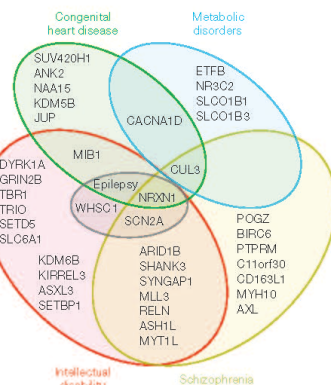 Congenital
heart disease
Metabolic
disorders
SUV420H1
ANK2
NAA15
KDM5B
JUP
ETFB
NR3C2
SLCO1B1
SLCO1B3
CACNA1D
MIB1
CUL3
DYRK1A
GRIN2B
TBR1
TRIO
SETD5
SLC6A1
Epilepsy
NRXN1
WHSC1
SCN2A
KDM6B
KIRREL3
ASXL3
SETBP1
ARID1B
SHANK3
SYNGAP1
MLL3
RELN
ASH1L
MYT1L
POGZ
BIRC6
PTPRM
C11orf30
CD163L1
MYH10
AXL
Intellectual
Schizophrenia